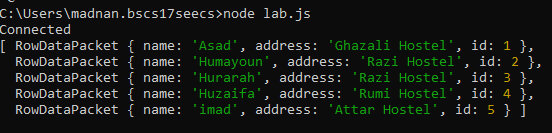 C:\Users\madnan.bscs17seecs>node lab.js
Connected
[ RowDataPacket { name: 'Asad', address: 'Ghazali Hostel', id: 1 },
  RowDataPacket { name: 'Humayoun', address: 'Razi Hostel', id: 2 },
  RowDataPacket { name: 'Hurarah', address: 'Razi Hostel', id: 3 },
  RowDataPacket { name: 'Huzaifa', address: 'Rumi Hostel', id: 4 },
  RowDataPacket { name: 'imad', address: 'Attar Hostel', id: 5 } ]